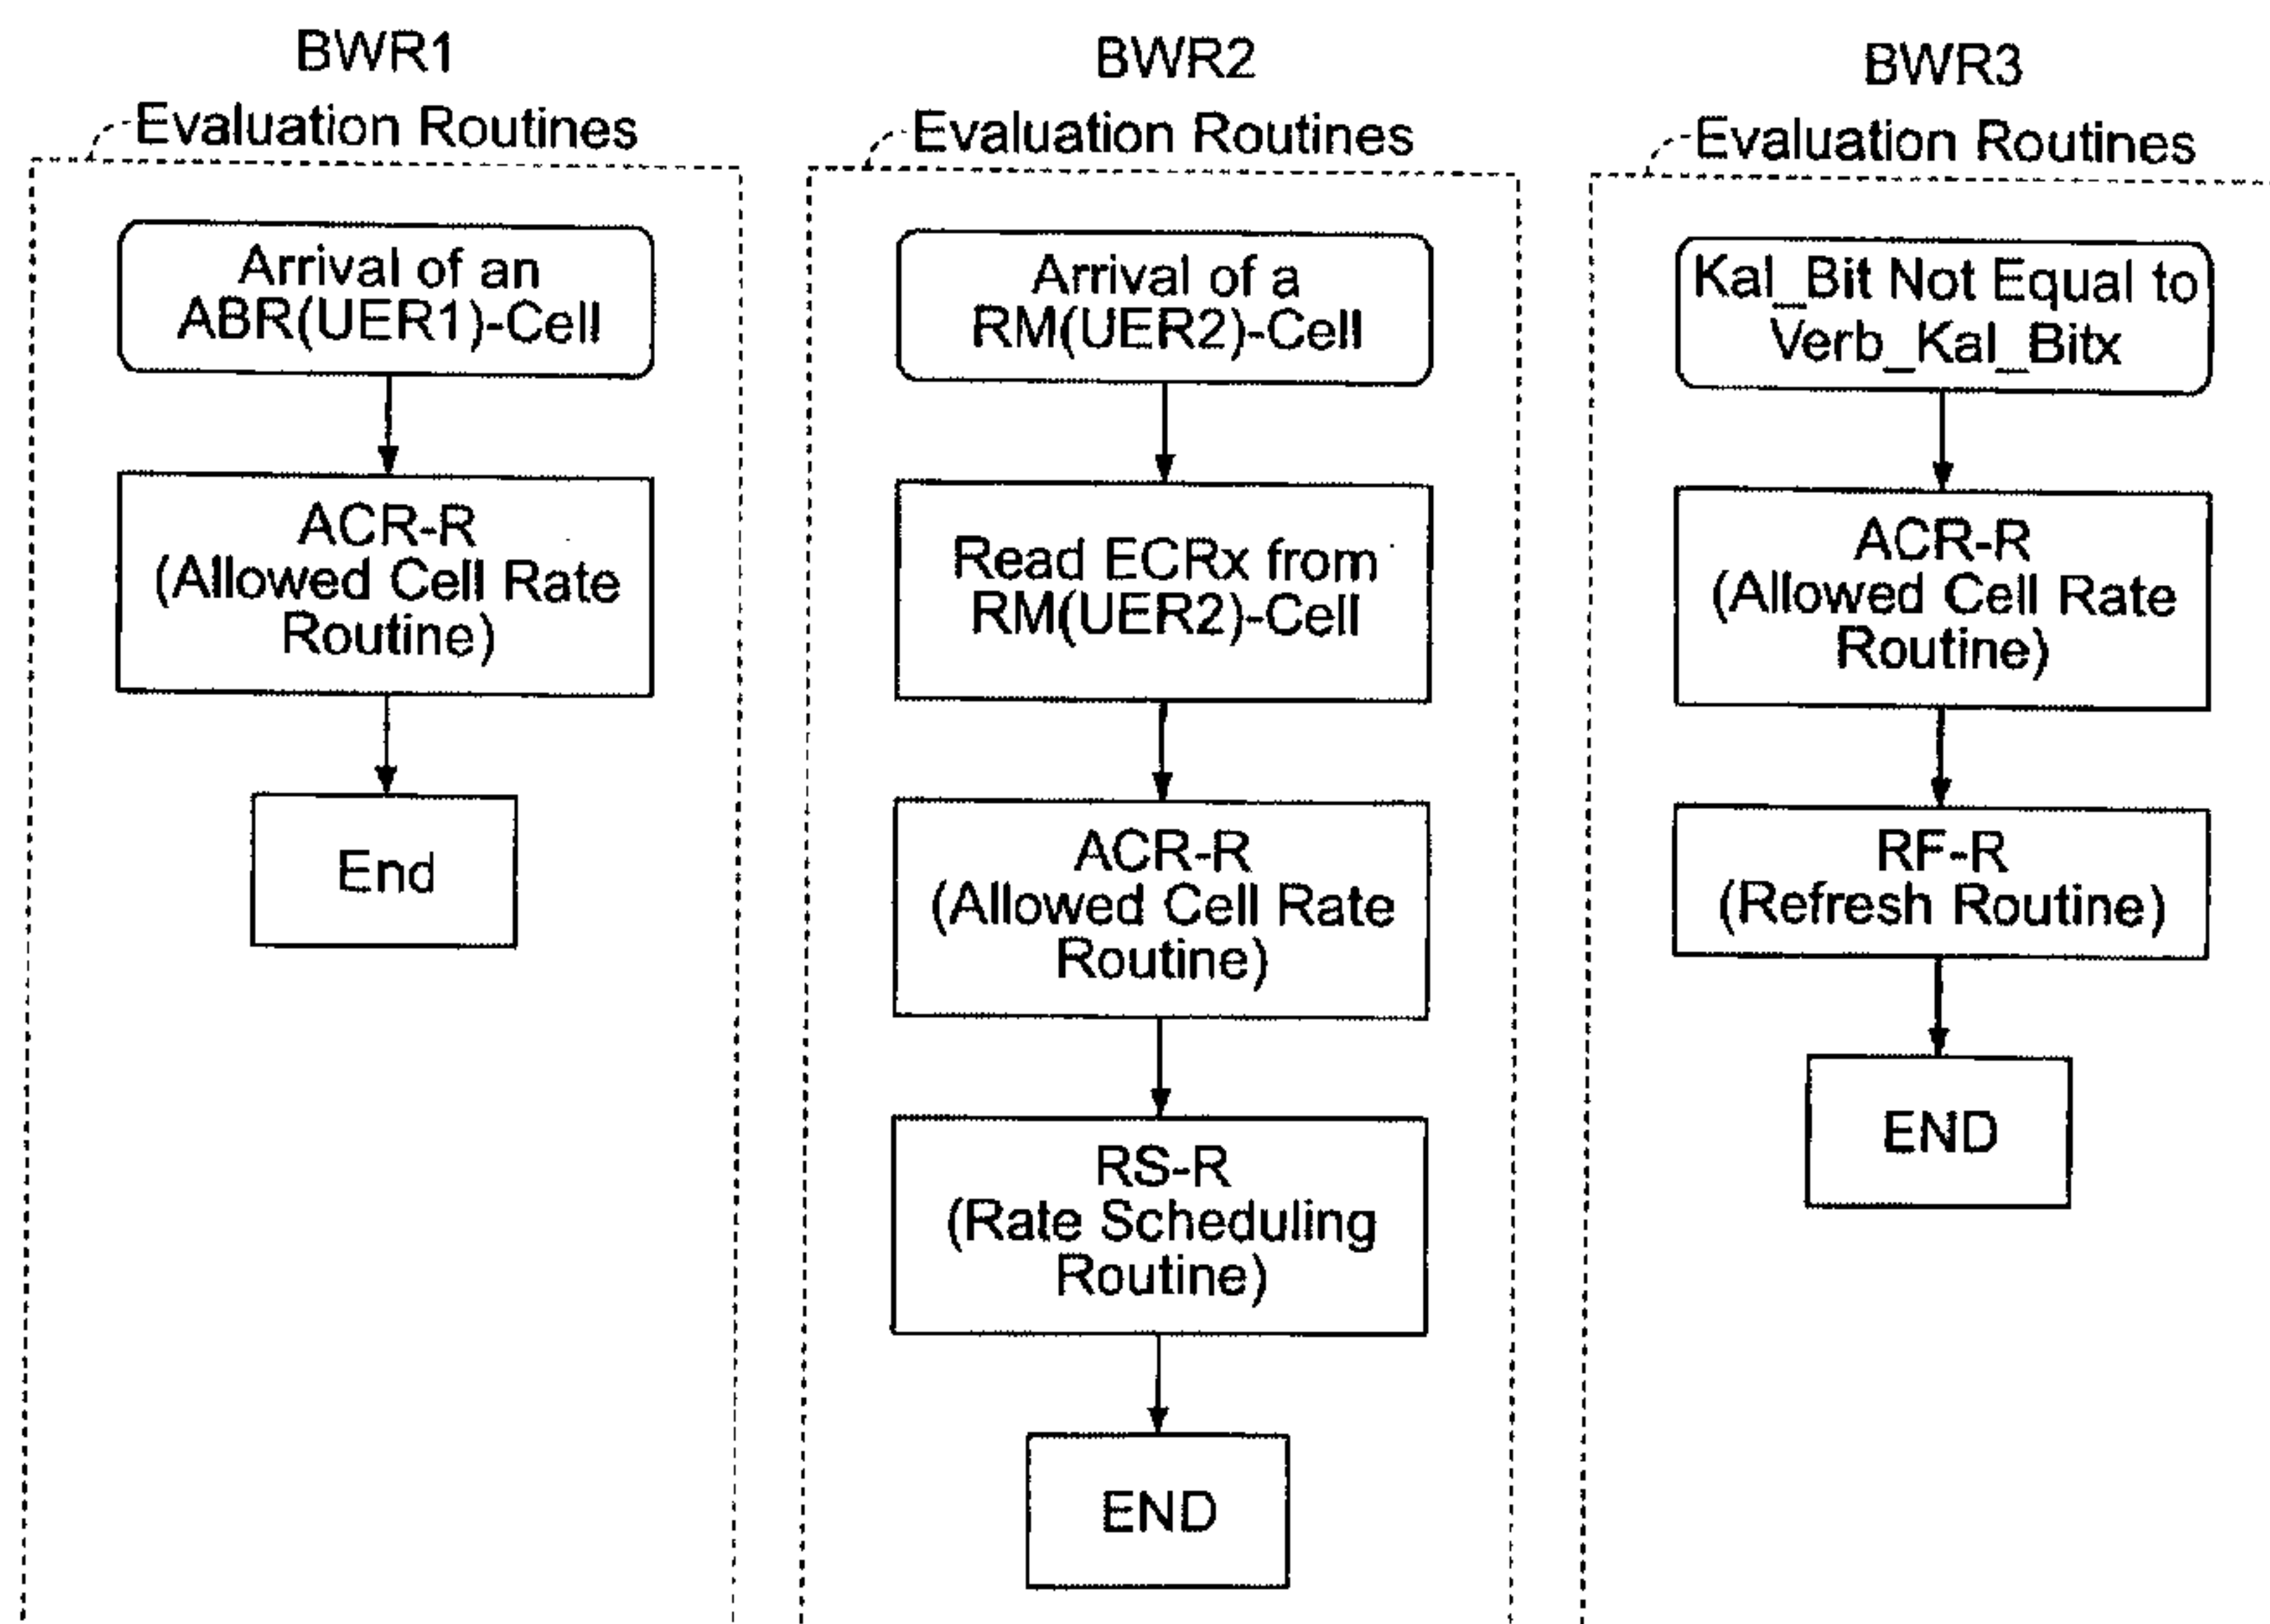 BWR1
Evaluation Routines
Arrival of an
ABR(UER1)-Cell
ACR-R
(Allowed Cell Rate
Routine)
End
BWR2
Evaluation Routines
Arrival of a
RM(UER2)-Cell
Read ECRx from
RM(UER2)-Cell
ACR-R
(Allowed Cell Rate
Routine)
RS-R
(Rate Scheduling
Routine)
END
BWR3
Evaluation Routines
Kal_Bit Not Equal to
Verb_Kal_Bitx
ACR-R
(Allowed Cell Rate
Routine)
RF-R
(Refresh Routine)
END